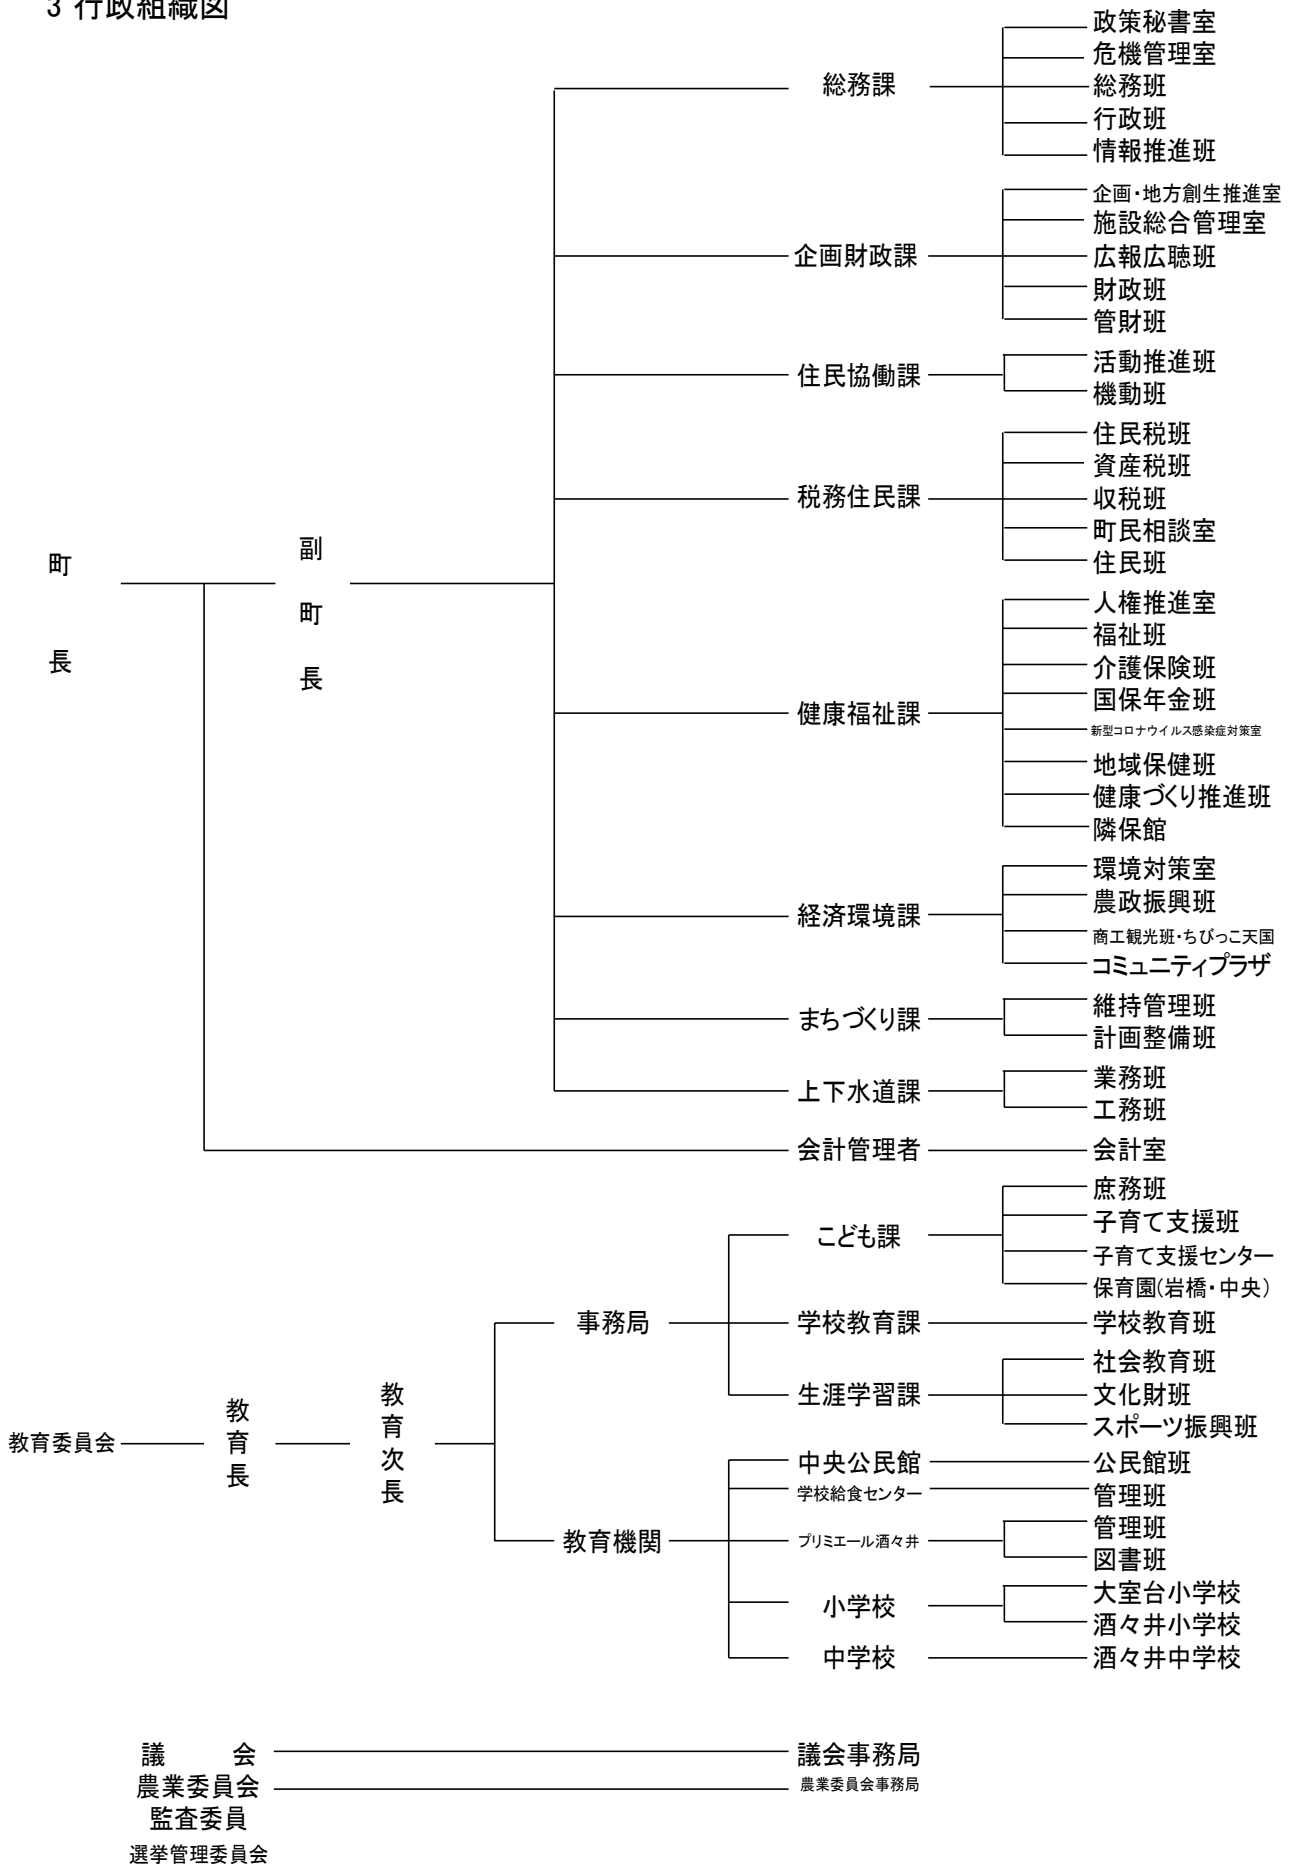 3 行政組織図
町長
副町長
総務課
政策秘書室
危機管理室
総務班
行政班
情報推進班
企画財政課
企画・地方創生推進室
施設総合管理室
広報広聴班
財政班
管財班
住民協働課
活動推進班
機動班
税務住民課
住民税班
資産税班
収税班
町民相談室
住民班
健康福祉課
人権推進室
福祉班
介護保険班
国保年金班
新型コロナウイルス感染症対策室
地域保健班
健康づくり推進班
隣保館
経済環境課
環境対策室
農政振興班
商工観光班・ちびっこ天国
コミュニティプラザ
まちづくり課
維持管理班
計画整備班
上下水道課
業務班
工務班
会計管理者
会計室
教育委員会
教育長
教育次長
事務局
こども課
庶務班
子育て支援班
子育て支援センター
保育園(岩橋・中央)
学校教育課
学校教育班
生涯学習課
社会教育班
文化財班
スポーツ振興班
教育機関
中央公民館
公民館班
学校給食センター
管理班
プリミエール酒々井
管理班
図書班
小学校
大室台小学校
酒々井小学校
中学校
酒々井中学校
議　　会
議会事務局
農業委員会
農業委員会事務局
監査委員
選挙管理委員会